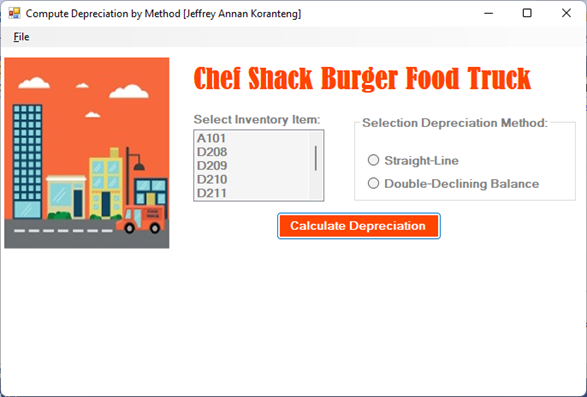 Compute Depreciation by Method [Jeffrey Annan Koranteng]
File
Chef Shack Burger Food Truck
Select Inventory Item:
Selection Depreciation Method:
A101
D208
D209
D210
D211
Straight-Line
Double-Declining Balance
Calculate Depreciation